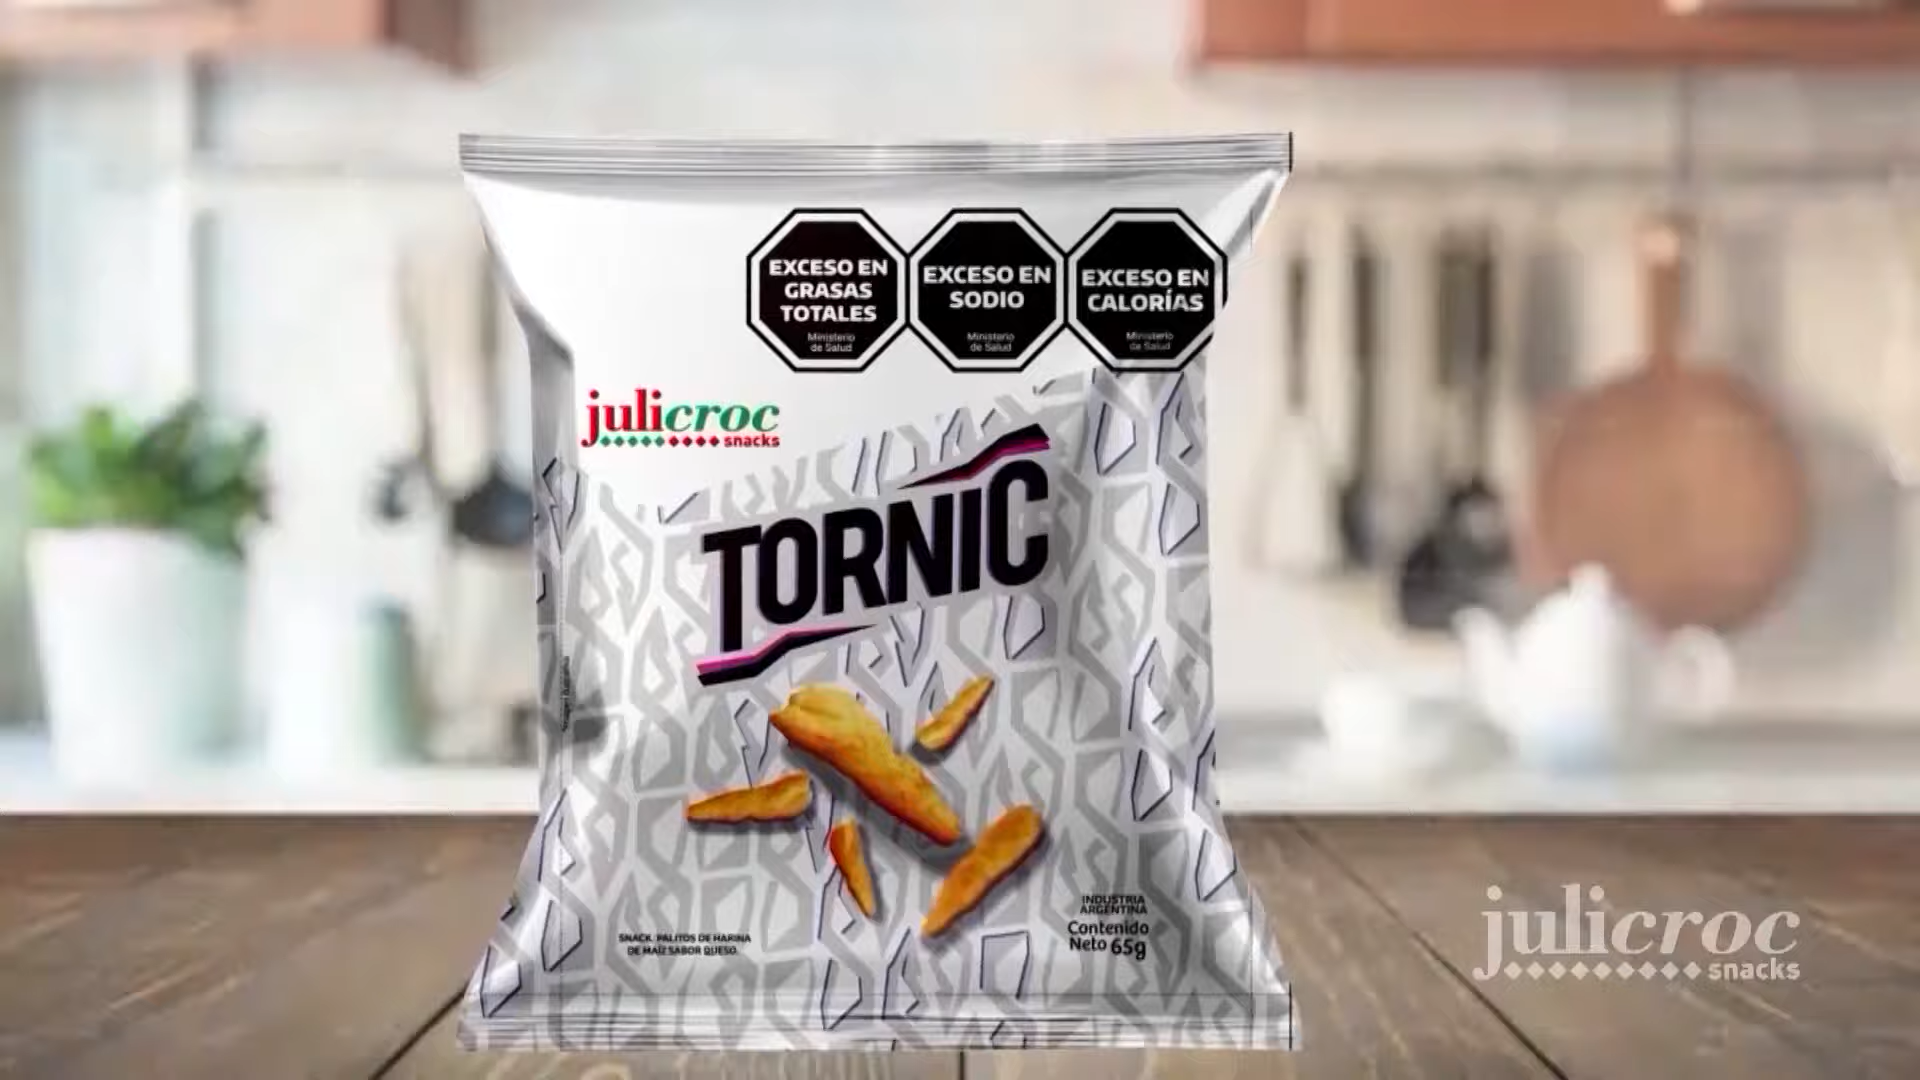 EXCESO EN
GRASAS
TOTALES
Ministerio
de Salud
EXCESO EN
SODIO
Ministerio
de Salud
EXCESO EN
CALORÍAS
Ministerio
de Salud
julicroc
snacks
TORNIC
SNACK. PALITOS DE HARINA
DE MAÍZ SABOR QUESO.
INDUSTRIA
ARGENTINA
Contenido
Neto 65g
julicroc
snacks